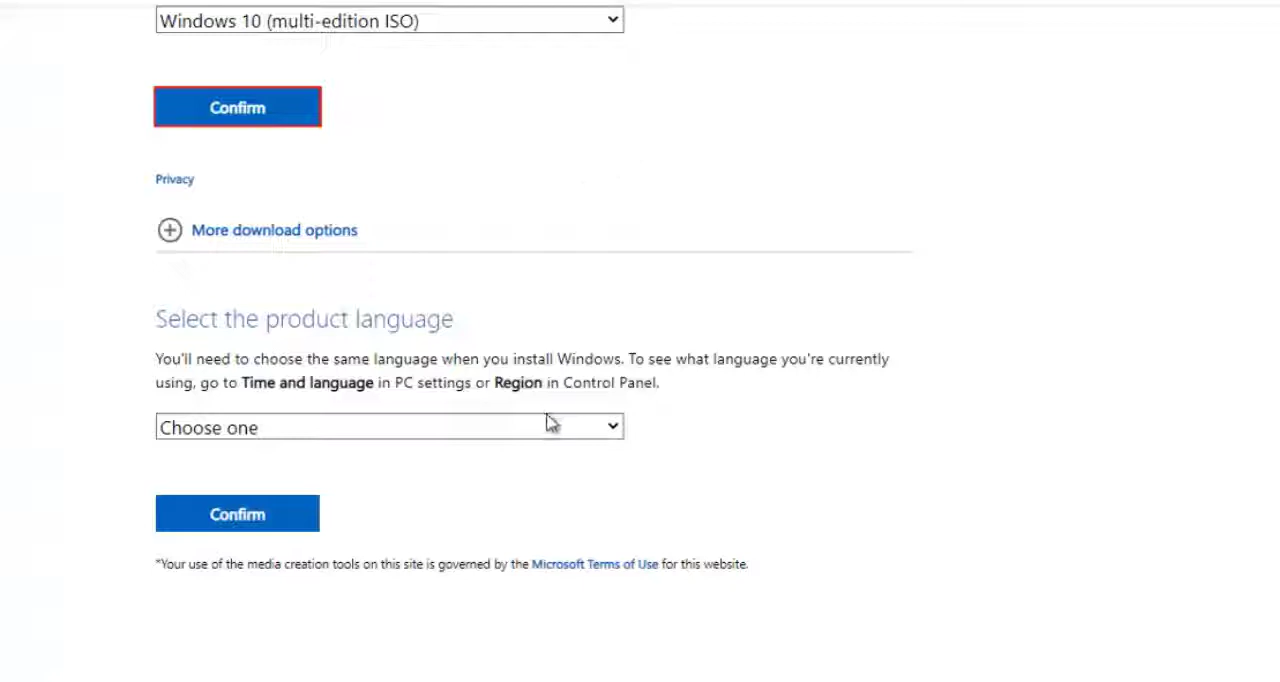 Windows 10 (multi-edition ISO)
Confirm
Privacy
More download options
Select the product language
You'll need to choose the same language when you install Windows. To see what language you're currently
using, go to Time and language in PC settings or Region in Control Panel.
Choose one
Confirm
*Your use of the media creation tools on this site is governed by the Microsoft Terms of Use for this website.